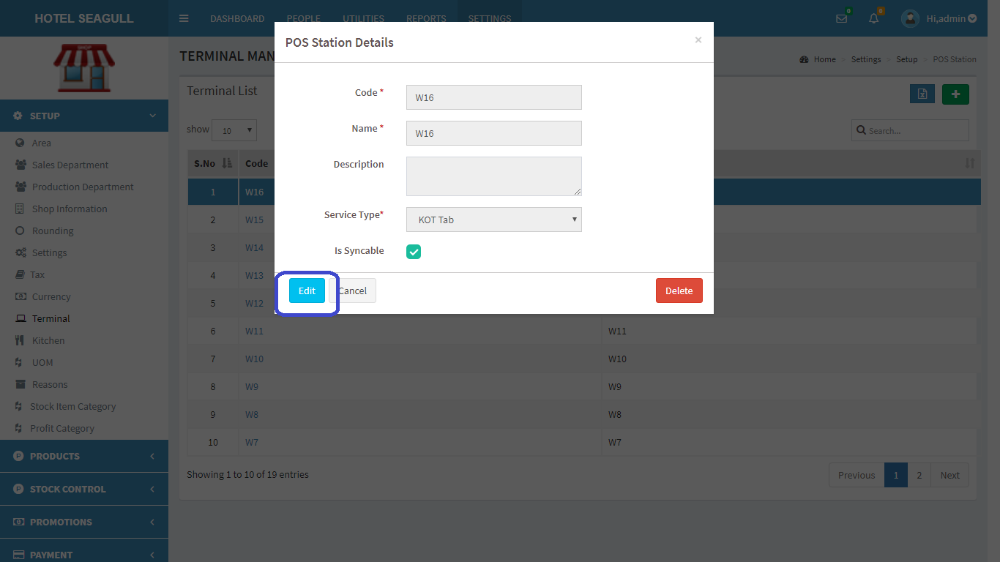 HOTEL SEAGULL
DASHBOARD PEOPLE UTILITIES REPORTS SETTINGS
0 0 Hi,admin
SHOP
TERMINAL MAN
Home > Settings > Setup > POS Station
POS Station Details ×
Code *
W16
Name *
W16
Description
Service Type*
KOT Tab
Is Syncable
Edit Cancel Delete
SETUP
Area
Sales Department
Production Department
Shop Information
Rounding
Settings
Tax
Currency
Terminal
Kitchen
UOM
Reasons
Stock Item Category
Profit Category
PRODUCTS
STOCK CONTROL
PROMOTIONS
PAYMENT
Terminal List
show 10
Search...
S.No Code
1 W16
2 W15
3 W14
4 W13
5 W12
6 W11 W11
7 W10 W10
8 W9 W9
9 W8 W8
10 W7 W7
Showing 1 to 10 of 19 entries
Previous 1 2 Next